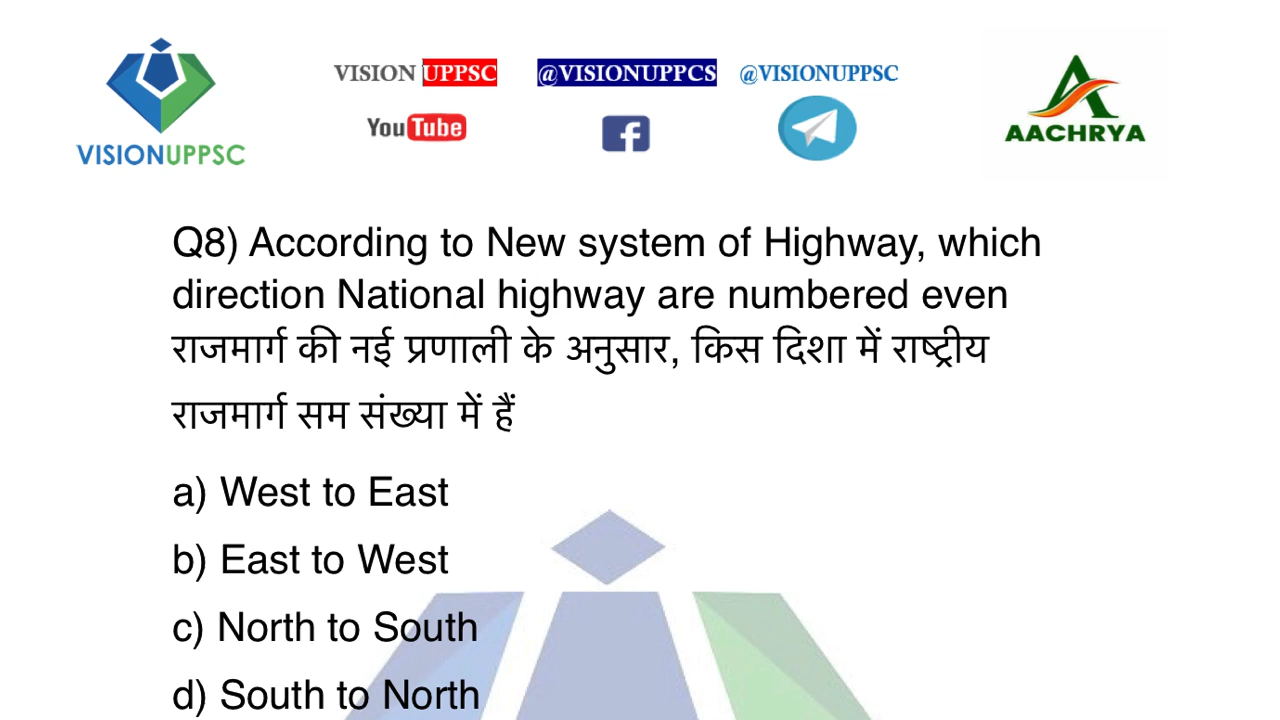 VISION UPPSC @VISIONUPPCS @VISIONUPPSC
YouTube
VISIONUPPSC
AACHRYA
Q8) According to New system of Highway, which
direction National highway are numbered even
राजमार्ग की नई प्रणाली के अनुसार, किस दिशा में राष्ट्रीय
राजमार्ग सम संख्या में हैं
a) West to East
b) East to West
c) North to South
d) South to North